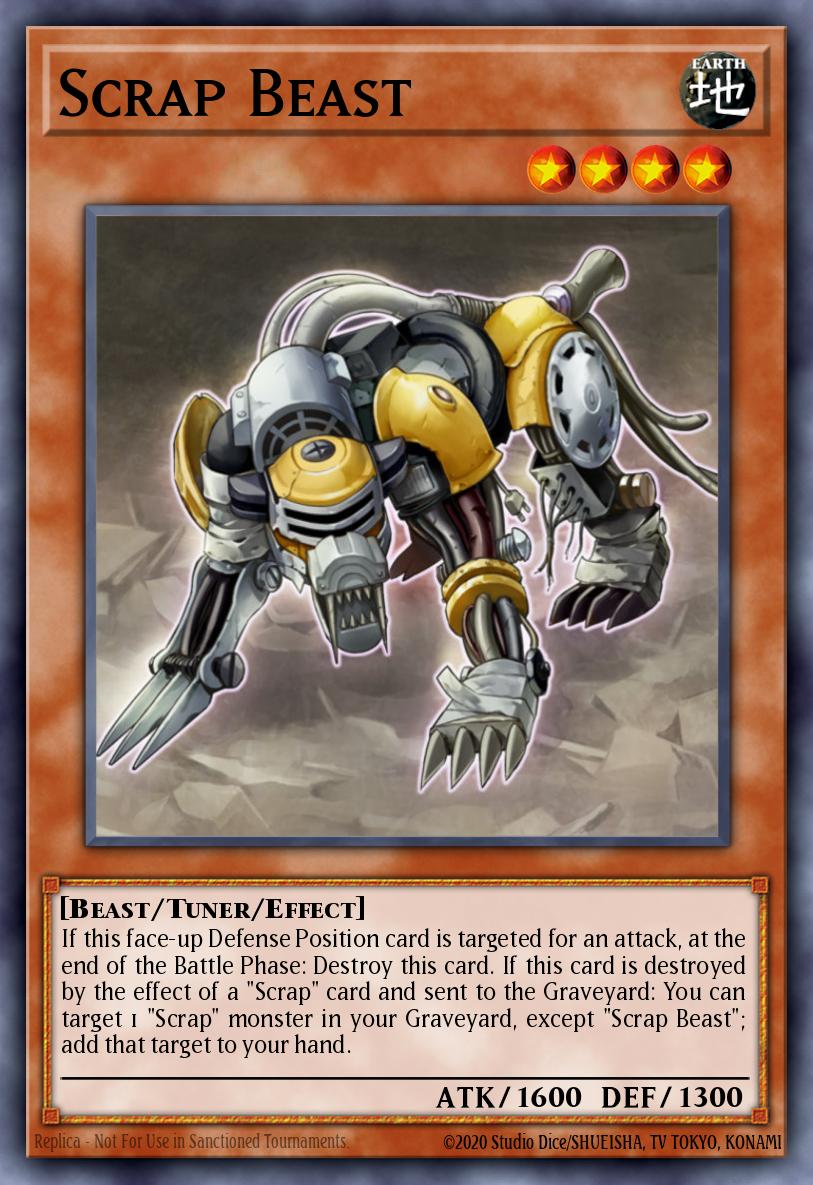 Scrap Beast
EARTH
地
[Beast/Tuner/Effect]
If this face-up Defense Position card is targeted for an attack, at the
end of the Battle Phase: Destroy this card. If this card is destroyed
by the effect of a "Scrap" card and sent to the Graveyard: You can
target 1 "Scrap" monster in your Graveyard, except "Scrap Beast";
add that target to your hand.
ATK/1600 DEF/1300
Replica - Not For Use in Sanctioned Tournaments.
©2020 Studio Dice/SHUEISHA, TV TOKYO, KONAMI